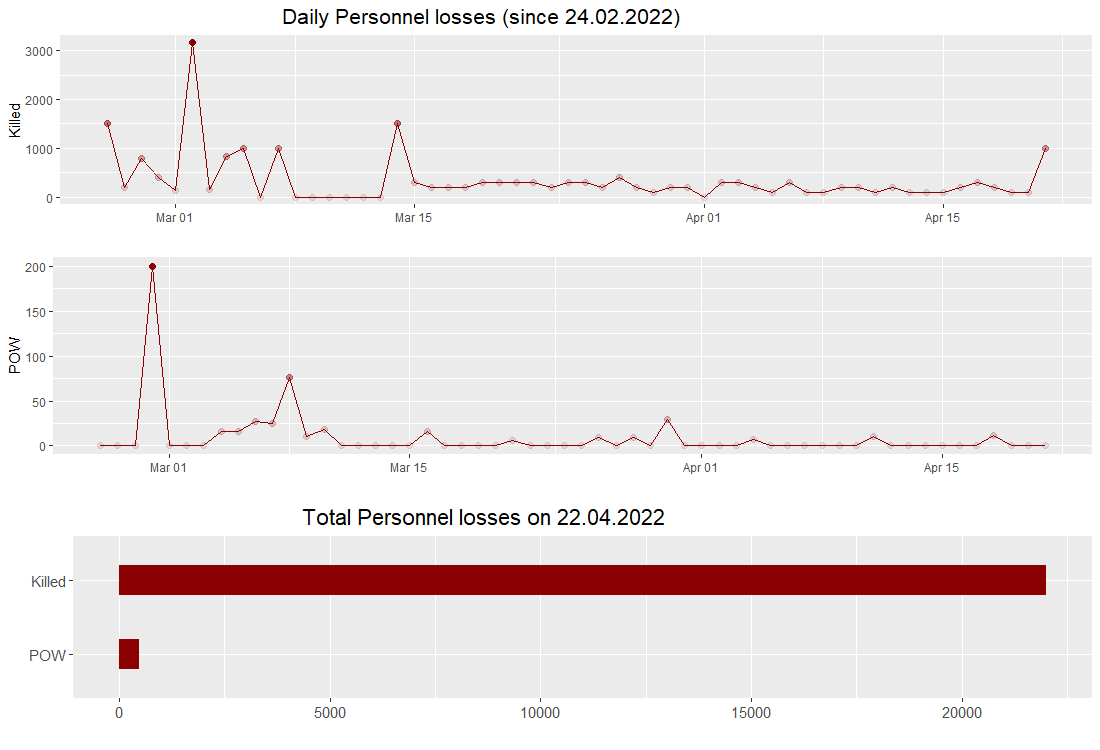 Daily Personnel losses (since 24.02.2022)
Killed
3000
2000
1000
0
Mar 01 Mar 15 Apr 01 Apr 15
POW
200
150
100
50
0
Mar 01 Mar 15 Apr 01 Apr 15
Total Personnel losses on 22.04.2022
Killed
POW
0 5000 10000 15000 20000